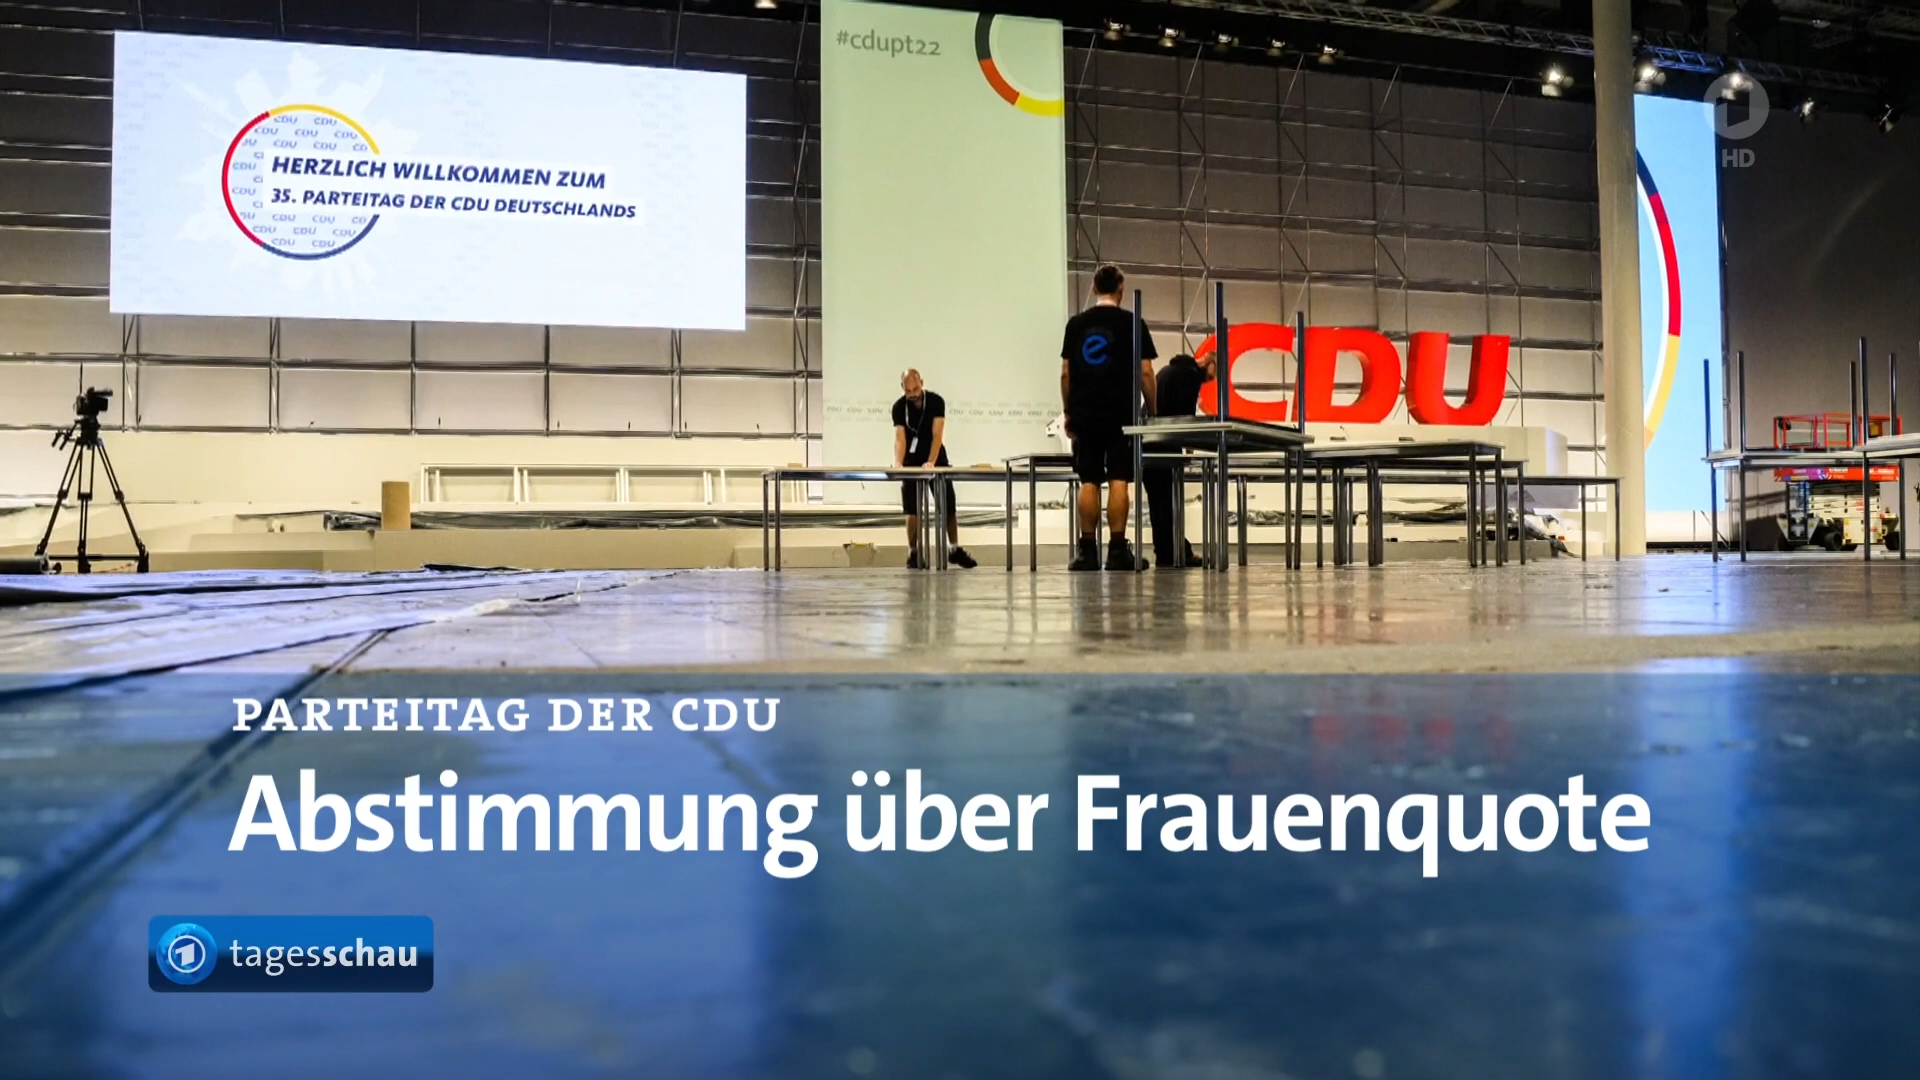 #cdupt22
HERZLICH WILLKOMMEN ZUM
35. PARTEITAG DER CDU DEUTSCHLANDS
CDU
HD
PARTEITAG DER CDU
Abstimmung über Frauenquote
tagesschau